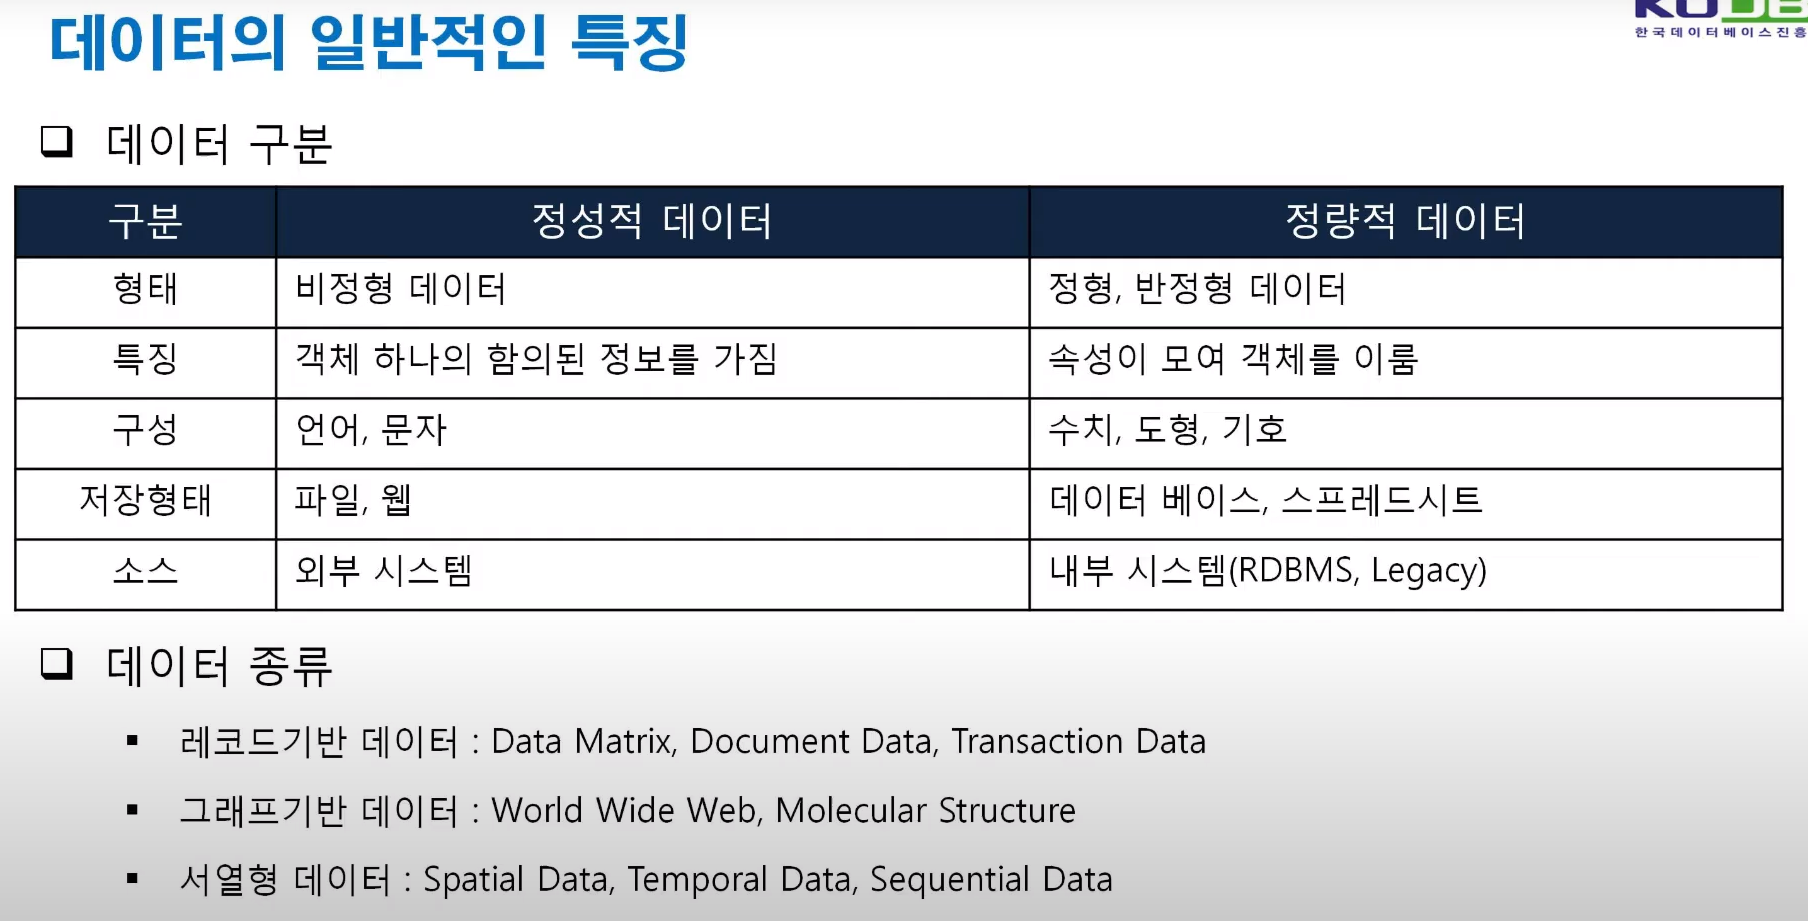 데이터의 일반적인 특징
한국데이터베이스진흥
데이터 구분
구분 정성적 데이터 정량적 데이터
형태 비정형 데이터 정형, 반정형 데이터
특징 객체 하나의 함의된 정보를 가짐 속성이 모여 객체를 이룸
구성 언어, 문자 수치, 도형, 기호
저장형태 파일, 웹 데이터 베이스, 스프레드시트
소스 외부 시스템 내부 시스템(RDBMS, Legacy)
데이터 종류
레코드기반 데이터 : Data Matrix, Document Data, Transaction Data
그래프기반 데이터 : World Wide Web, Molecular Structure
서열형 데이터 : Spatial Data, Temporal Data, Sequential Data